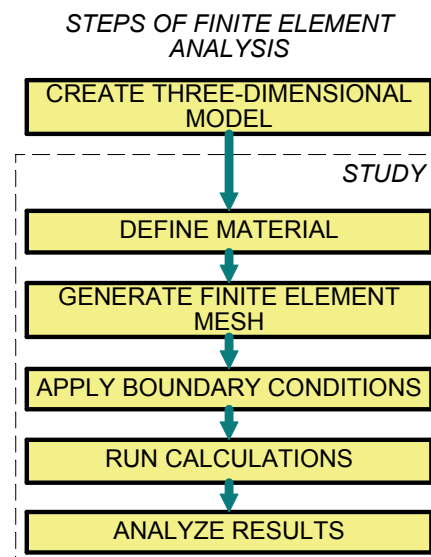 STEPS OF FINITE ELEMENT
ANALYSIS
CREATE THREE-DIMENSIONAL
MODEL
STUDY
DEFINE MATERIAL
GENERATE FINITE ELEMENT
MESH
APPLY BOUNDARY CONDITIONS
RUN CALCULATIONS
ANALYZE RESULTS